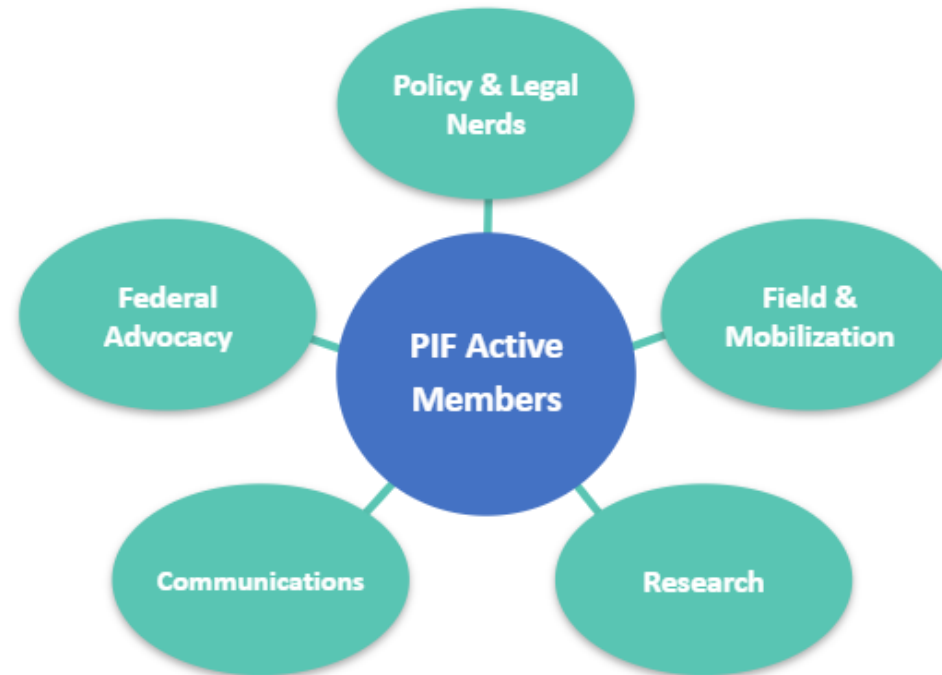 Policy & Legal
Nerds
Federal
Advocacy
Field &
Mobilization
PIF Active
Members
Communications
Research